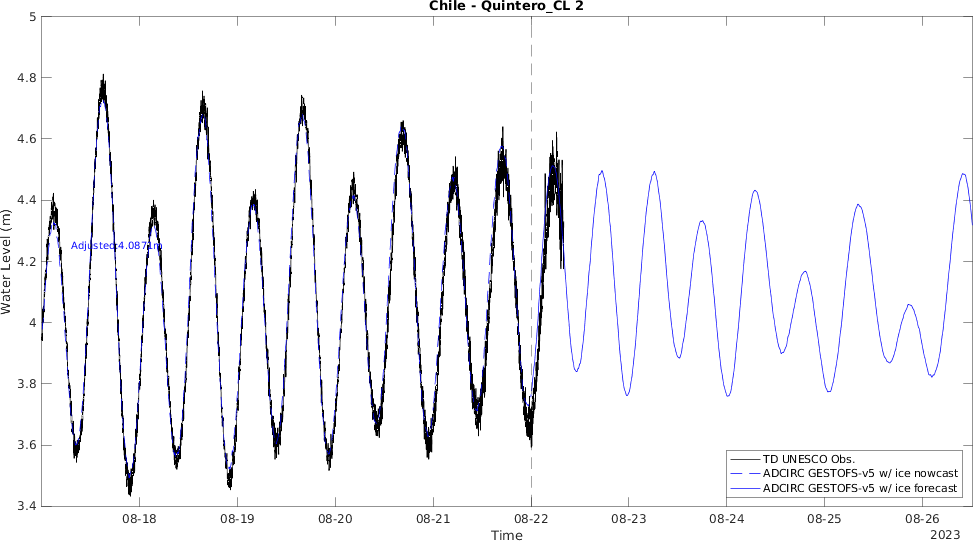 Chile - Quintero_CL 2
5
4.8
4.6
4.4
4.2
4
3.8
3.6
3.4
Water Level (m)
Adjusted:4.0871m
08-18 08-19 08-20 08-21 08-22 08-23 08-24 08-25 08-26
Time
2023
TD UNESCO Obs.
ADCIRC GESTOFS-v5 w/ ice nowcast
ADCIRC GESTOFS-v5 w/ ice forecast